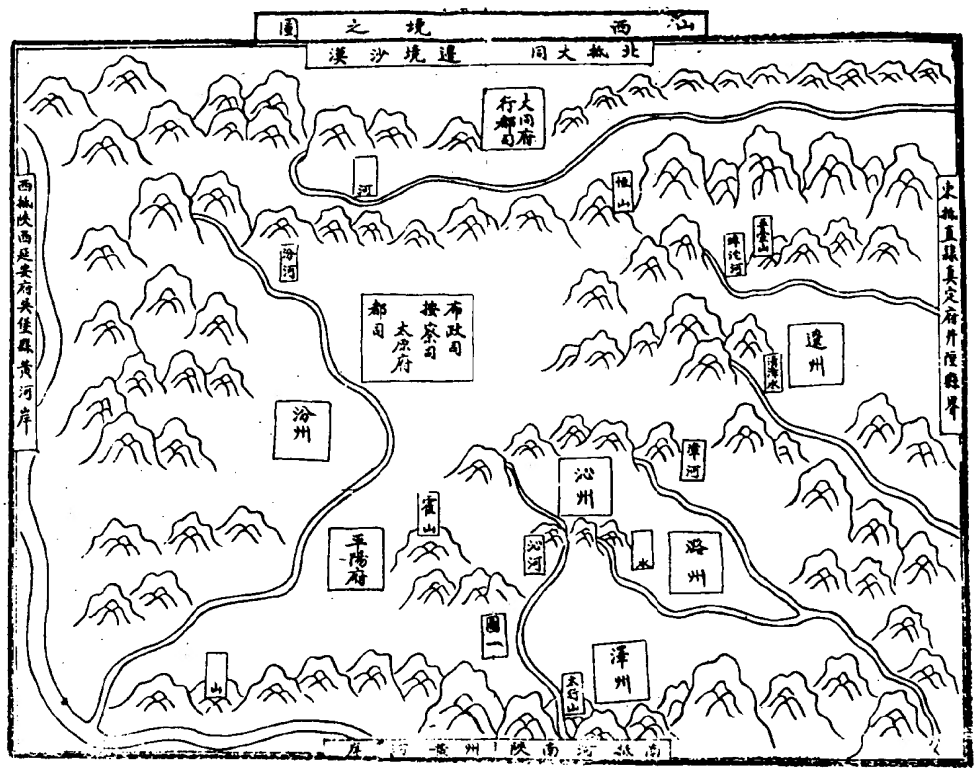 山西境之圖
北抵大同邊境沙漠
東抵直隸真定府井陘縣界
西抵陝西延安府吳堡縣黃河岸
南抵河南陝州黃河岸
大同府
行都司
河
恒山
五臺山
滹沱河
汾河
布政司
按察司
太原府
都司
遼州
清漳水
汾州
漳河
沁州
霍山
平陽府
沁河
水
潞州
圖一
澤州
太行山
山